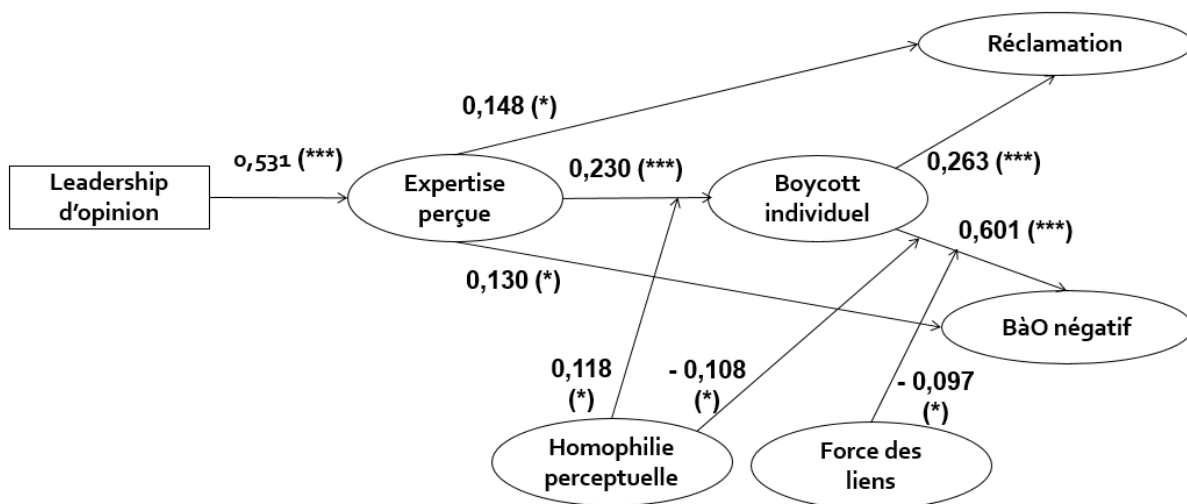 Réclamation
0,148 (*)
0,531 (***)
0,230 (***)
0,263 (***)
Leadership
d'opinion
Expertise
perçue
Boycott
individuel
0,601 (***)
0,130 (*)
BàO négatif
0,118
(*)
- 0,108
(*)
- 0,097
(*)
Homophilie
perceptuelle
Force des
liens